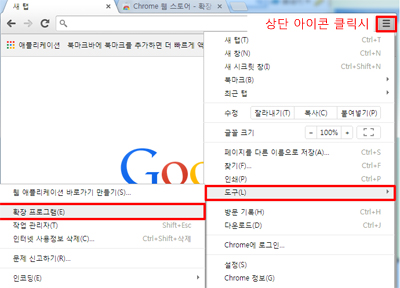 새 탭
Chrome 웹 스토어 - 확장
상단 아이콘 클릭시
애플리케이션 북마크바에 북마크를 추가하면 더 빠르게 액
Goo
새 탭(T) Ctrl+T
새 창(N) Ctrl+N
새 시크릿 창(I) Ctrl+Shift+N
북마크(B)
최근 탭
수정 잘라내기(T) 복사(C) 붙여넣기(P)
글꼴 크기 - 100% +
페이지를 다른 이름으로 저장(A)... Ctrl+S
찾기(F)... Ctrl+F
인쇄(P)... Ctrl+P
도구(L)
방문 기록(H) Ctrl+H
다운로드(D) Ctrl+J
Chrome에 로그인...
설정(S)
Chrome 정보(G)
웹 애플리케이션 바로가기 만들기(S)...
확장 프로그램(E)
작업 관리자(T) Shift+Esc
인터넷 사용정보 삭제(C)... Ctrl+Shift+삭제
문제 신고하기(R)...
인코딩(E)